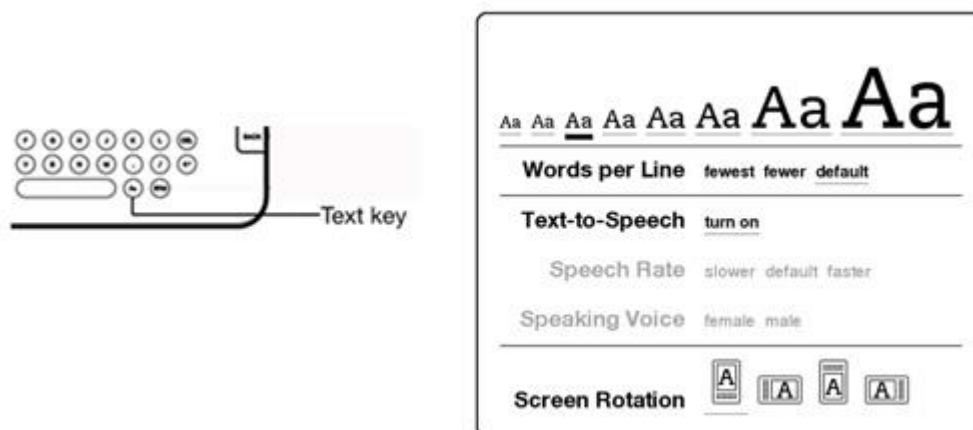 Text key
Aa Aa Aa Aa Aa Aa Aa Aa
Words per Line fewest fewer default
Text-to-Speech turn on
Speech Rate slower default faster
Speaking Voice female male
Screen Rotation A A A A